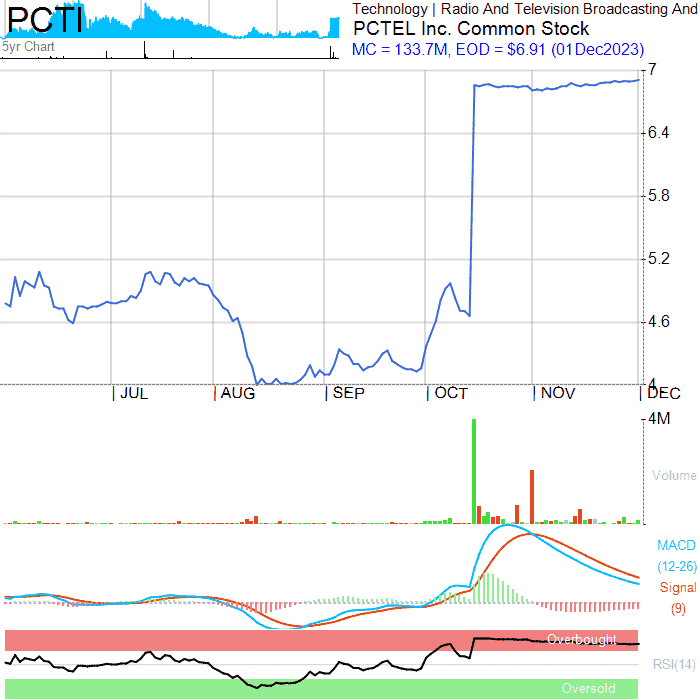 PCTI
5yr Chart
Technology | Radio And Television Broadcasting And
PCTEL Inc. Common Stock
MC = 133.7M, EOD = $6.91 (01Dec2023)
7
6.4
5.8
5.2
4.6
4
JUL AUG SEP OCT NOV DEC
4M
Volume
MACD
(12-26)
Signal
(9)
Overbought
RSI(14)
Oversold